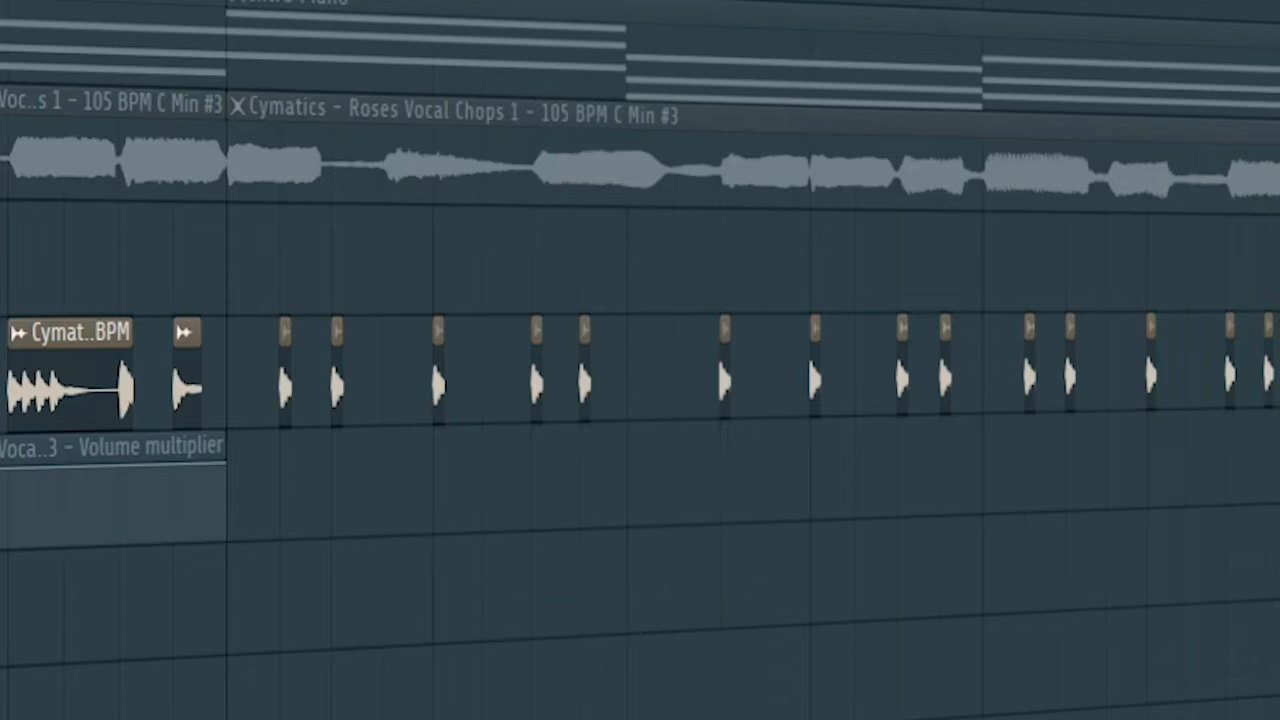 Voc..s 1 - 105 BPM C Min #3
Cymatics - Roses Vocal Chops 1 - 105 BPM C Min #3
Cymat..BPM
Voca..3 - Volume multiplier